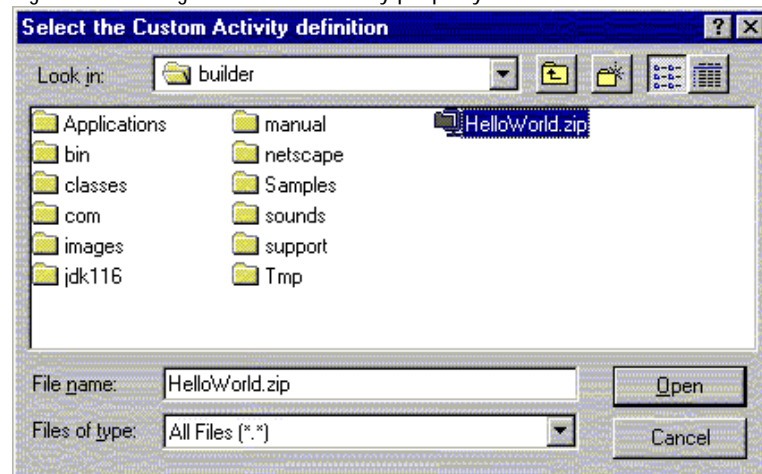 Select the Custom Activity definition
Look in: builder
Applications manual HelloWorld.zip
bin netscape
classes Samples
com sounds
images support
jdk116 Tmp
File name: HelloWorld.zip Open
Files of type: All Files (*.*) Cancel